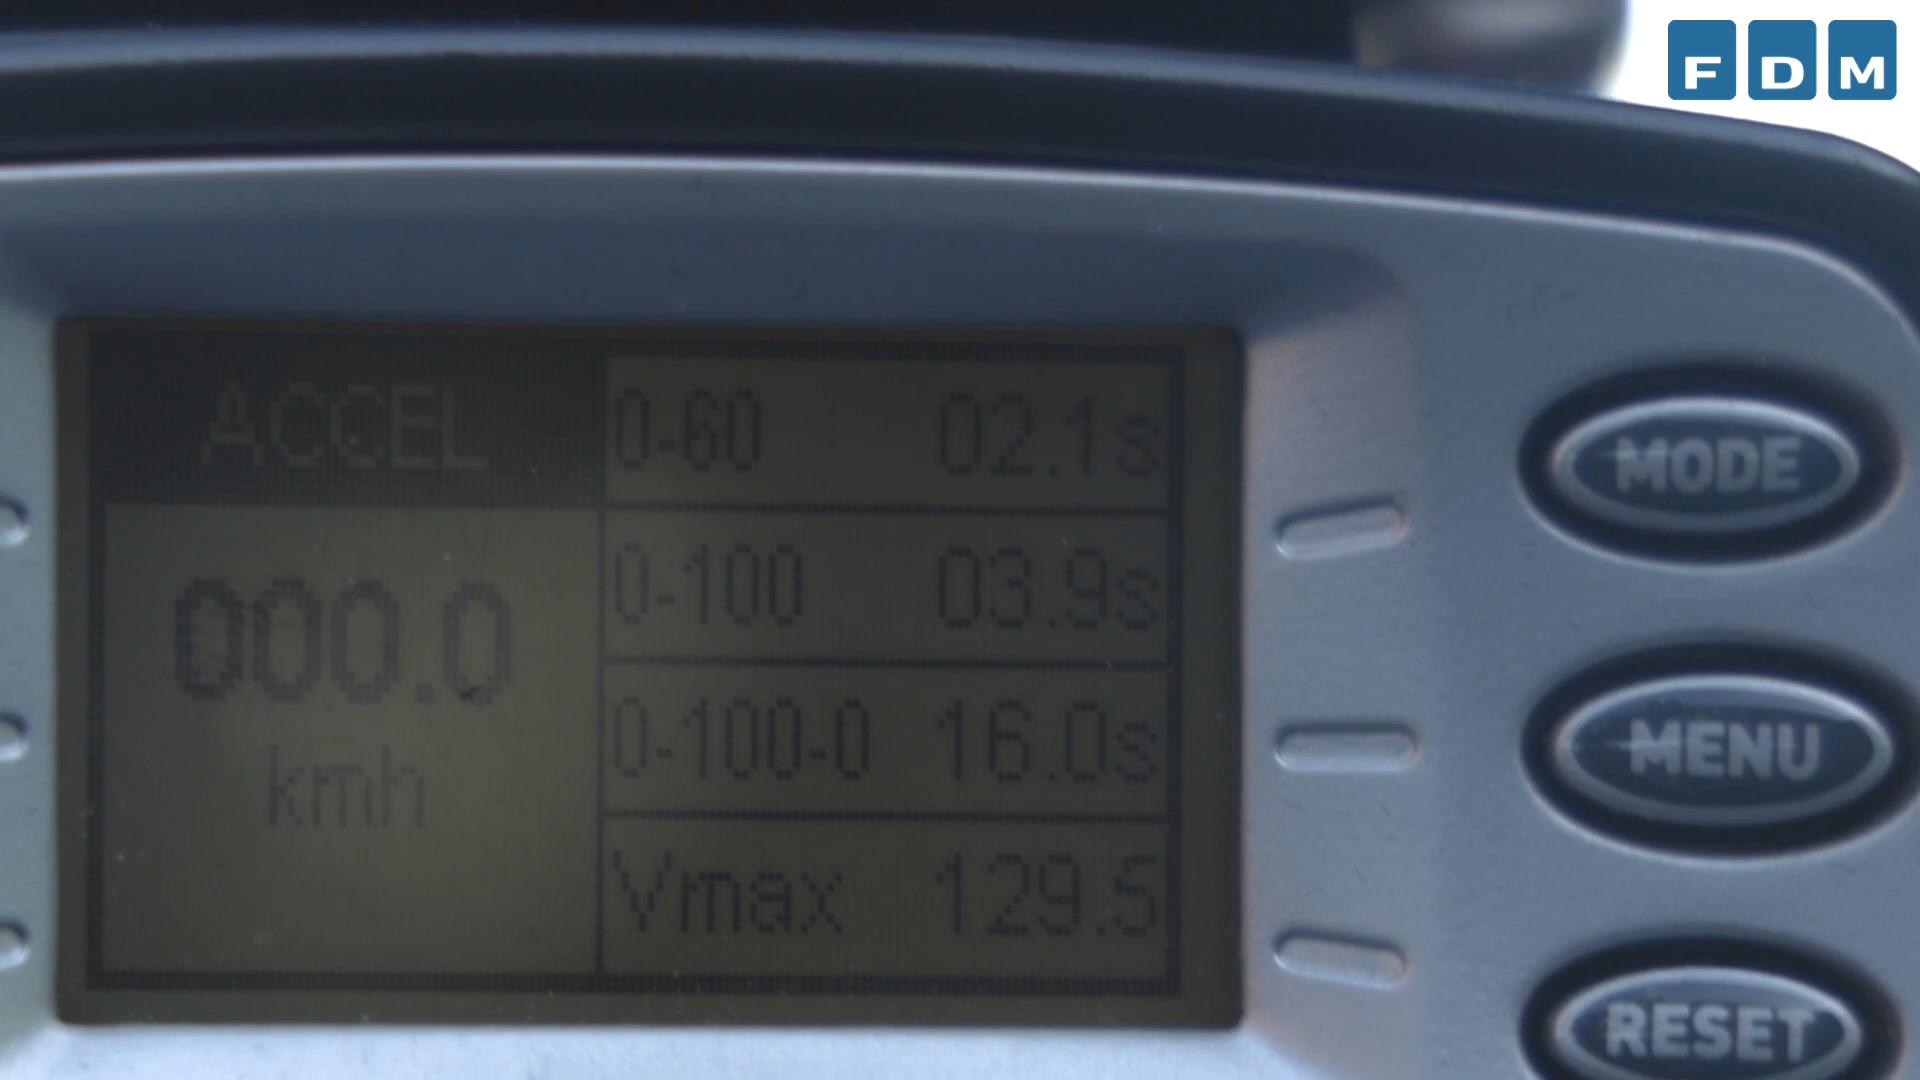 FDM
ACCEL
000.0
kmh
0-60 02.1s
0-100 03.9s
0-100-0 16.0s
Vmax 129.5
MODE
MENU
RESET